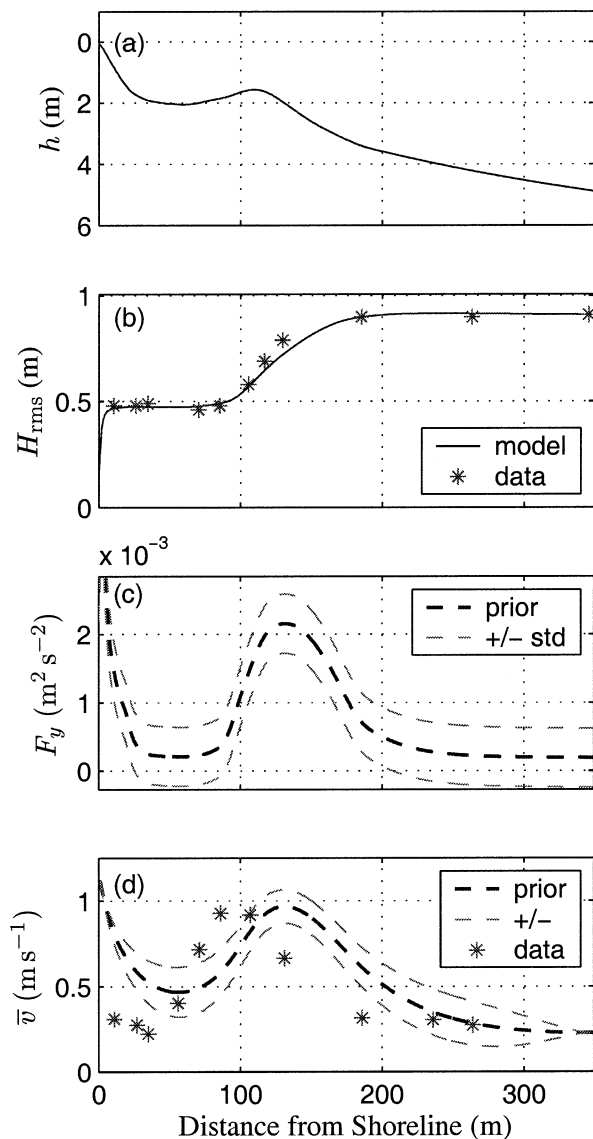 0
(a)
2
h (m)
4
6
1
(b)
0.5
H_rms (m)
model
data
0
x 10⁻³
(c)
prior
+/− std
2
1
F_y (m² s⁻²)
0
(d)
prior
+/−
data
1
0.5
v̅ (m s⁻¹)
0
0 100 200 300
Distance from Shoreline (m)